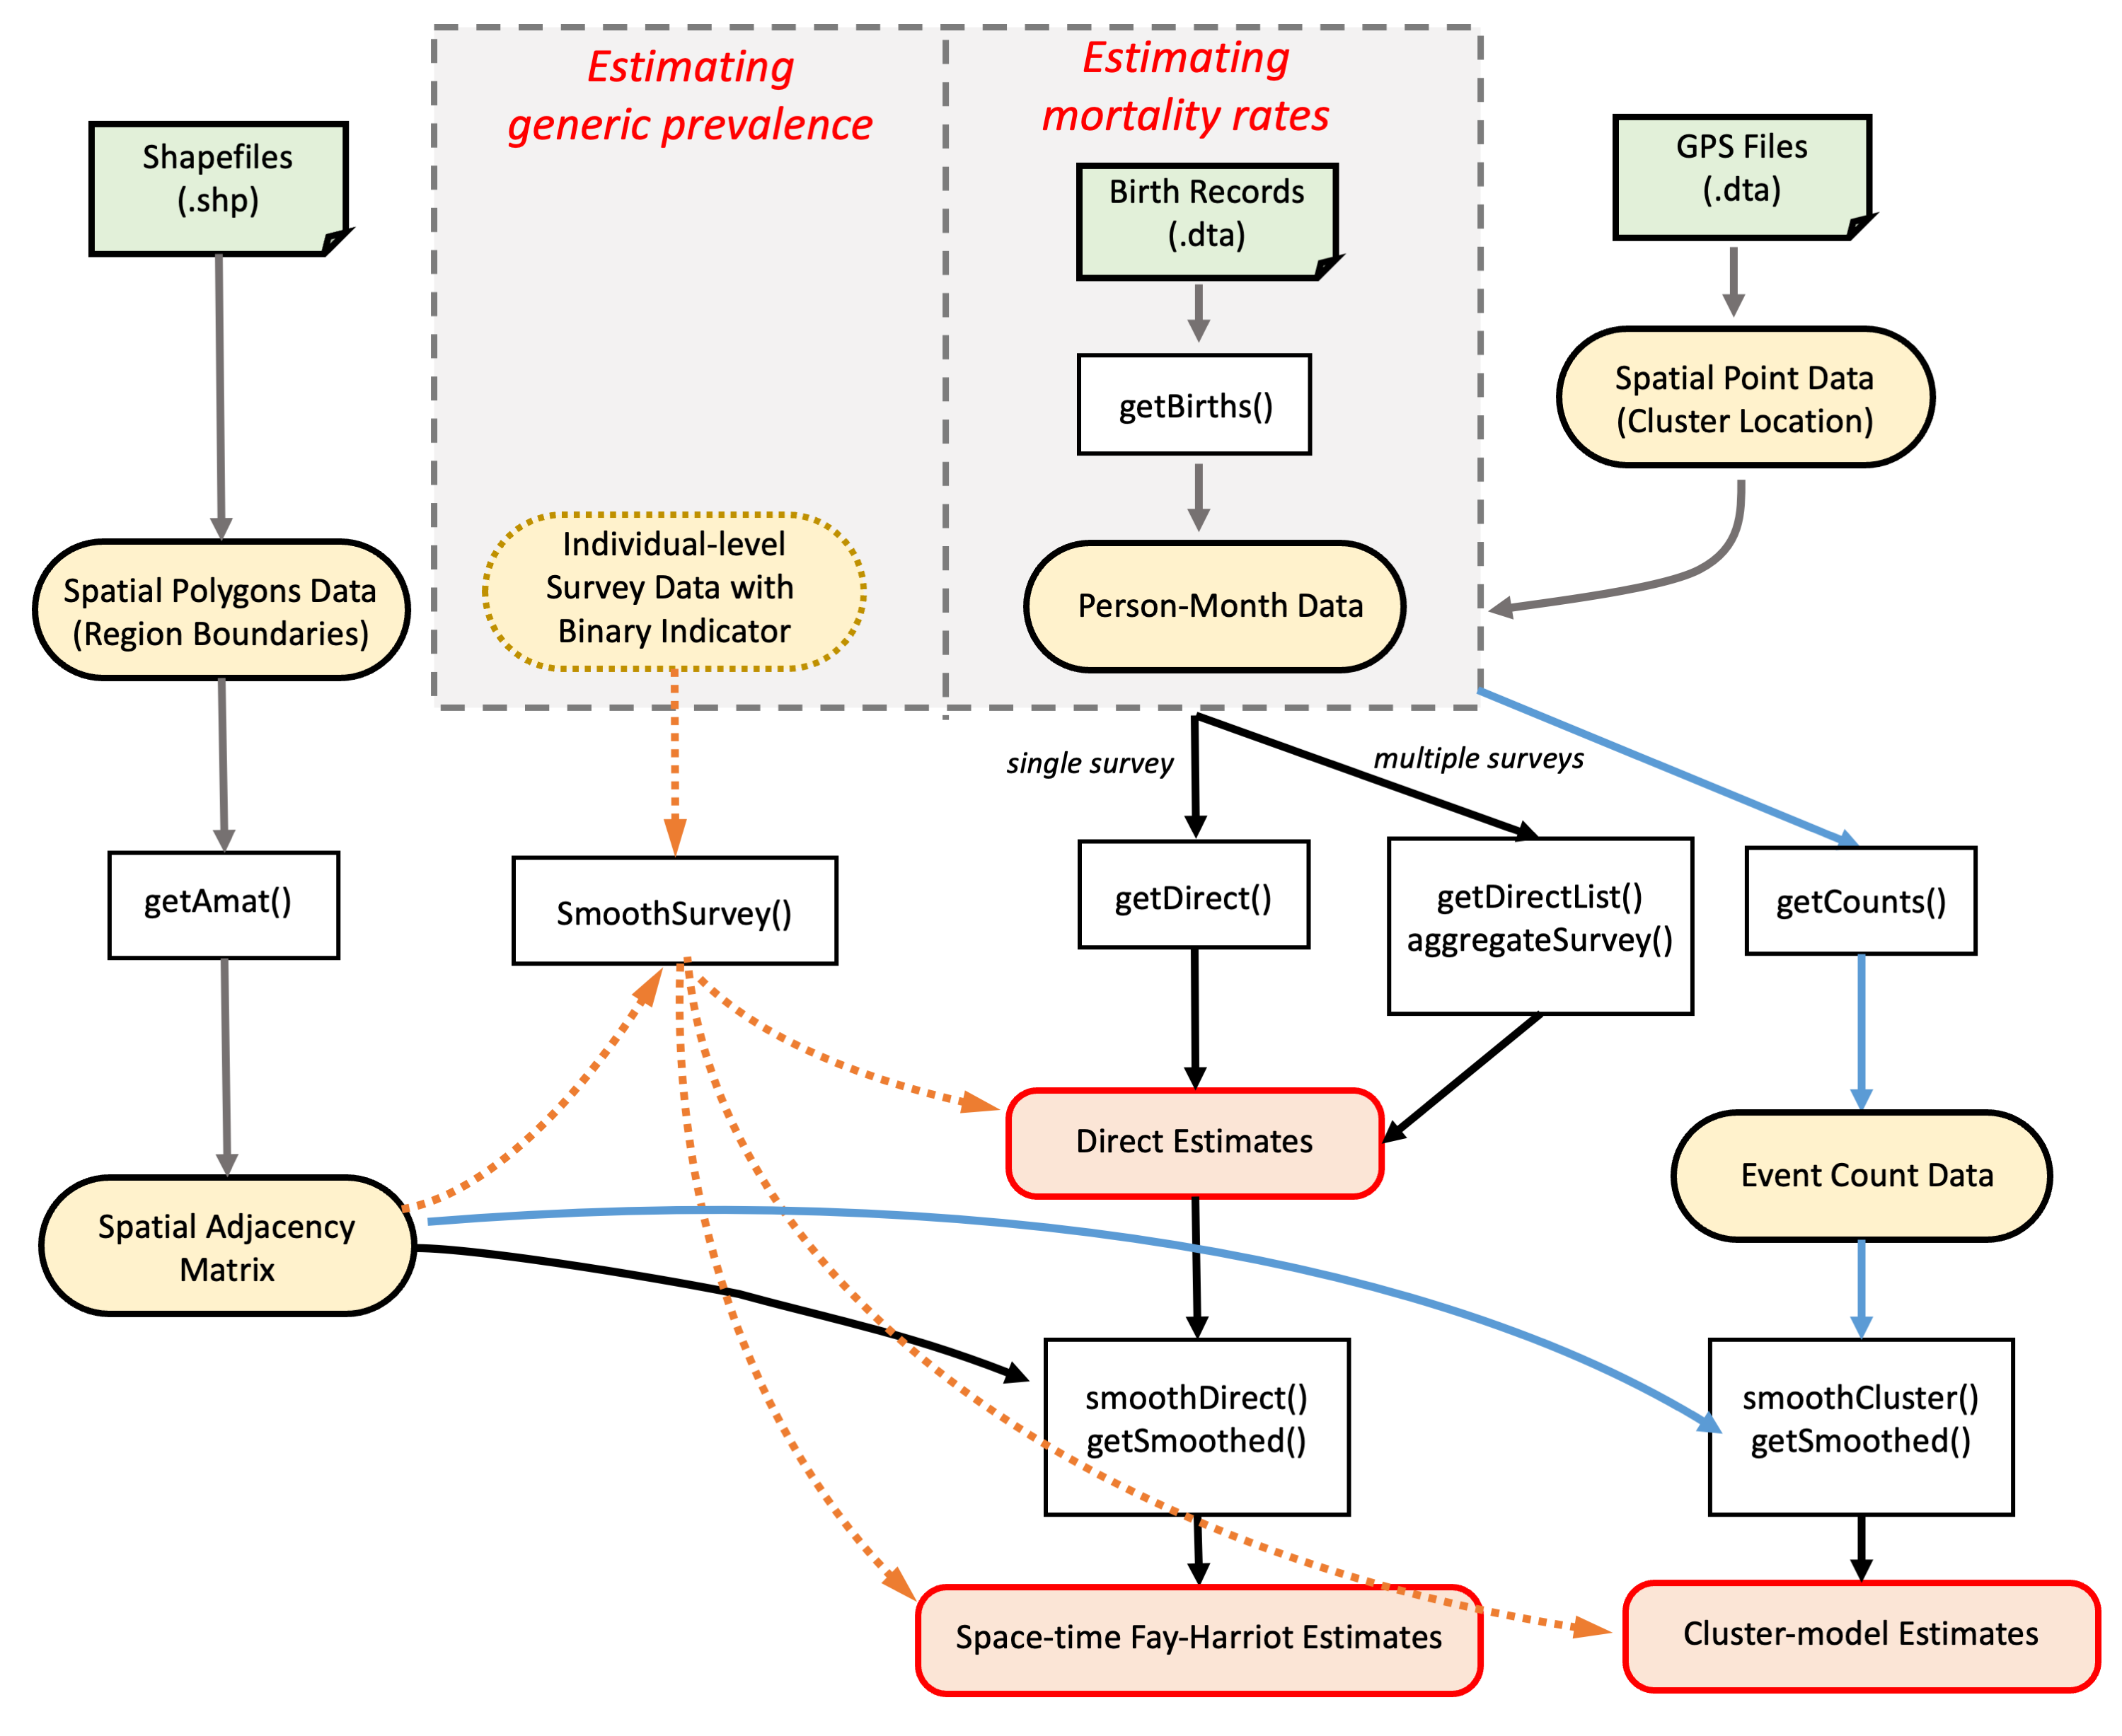 Estimating
generic prevalence
Estimating
mortality rates
Shapefiles
(.shp)
Birth Records
(.dta)
GPS Files
(.dta)
getBirths()
Spatial Point Data
(Cluster Location)
Spatial Polygons Data
(Region Boundaries)
Individual-level
Survey Data with
Binary Indicator
Person-Month Data
single survey
multiple surveys
getAmat()
SmoothSurvey()
getDirect()
getDirectList()
aggregateSurvey()
getCounts()
Direct Estimates
Event Count Data
Spatial Adjacency
Matrix
smoothDirect()
getSmoothed()
smoothCluster()
getSmoothed()
Space-time Fay-Harriot Estimates
Cluster-model Estimates